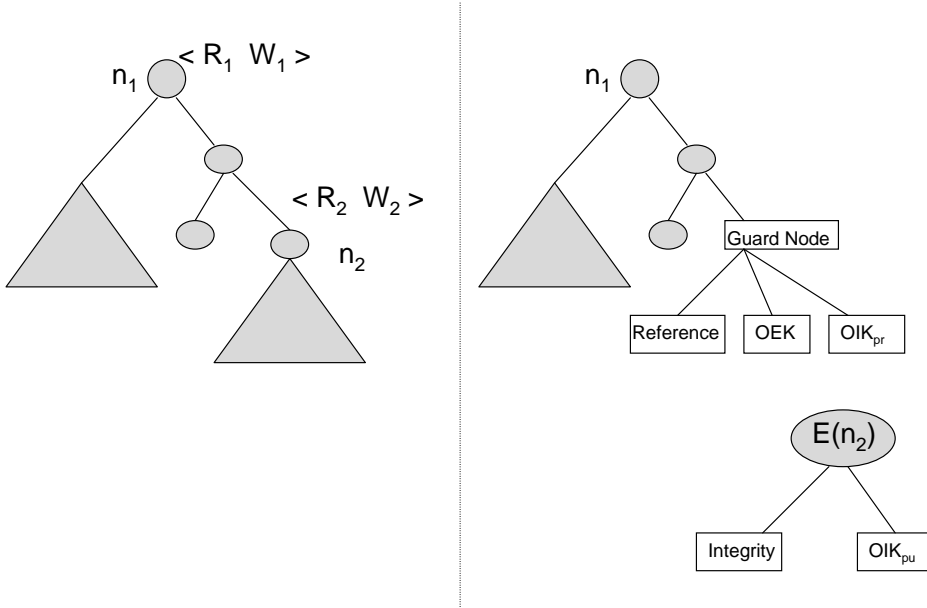 < R₁ W₁ >
n₁
< R₂ W₂ >
n₂
n₁
Guard Node
Reference
OEK
OIKpr
E(n₂)
Integrity
OIKpu